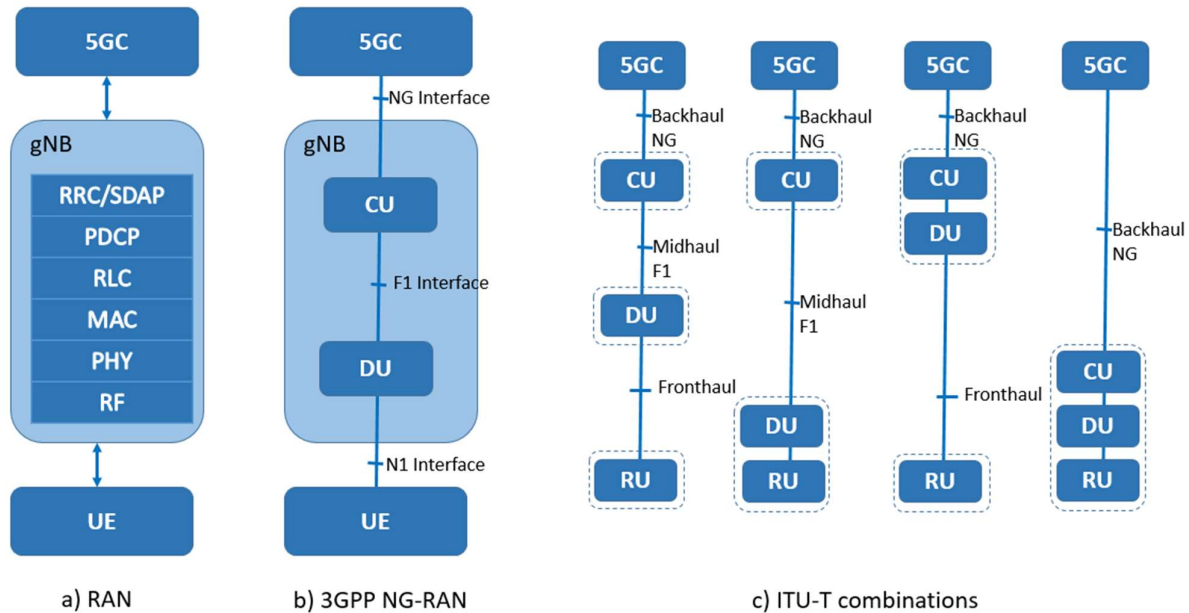 5GC
gNB
RRC/SDAP
PDCP
RLC
MAC
PHY
RF
UE
a) RAN
5GC
NG Interface
gNB
CU
F1 Interface
DU
N1 Interface
UE
b) 3GPP NG-RAN
5GC
Backhaul
NG
CU
Midhaul
F1
DU
Fronthaul
RU
5GC
Backhaul
NG
CU
Midhaul
F1
DU
RU
5GC
Backhaul
NG
CU
DU
Fronthaul
RU
5GC
Backhaul
NG
CU
DU
RU
c) ITU-T combinations